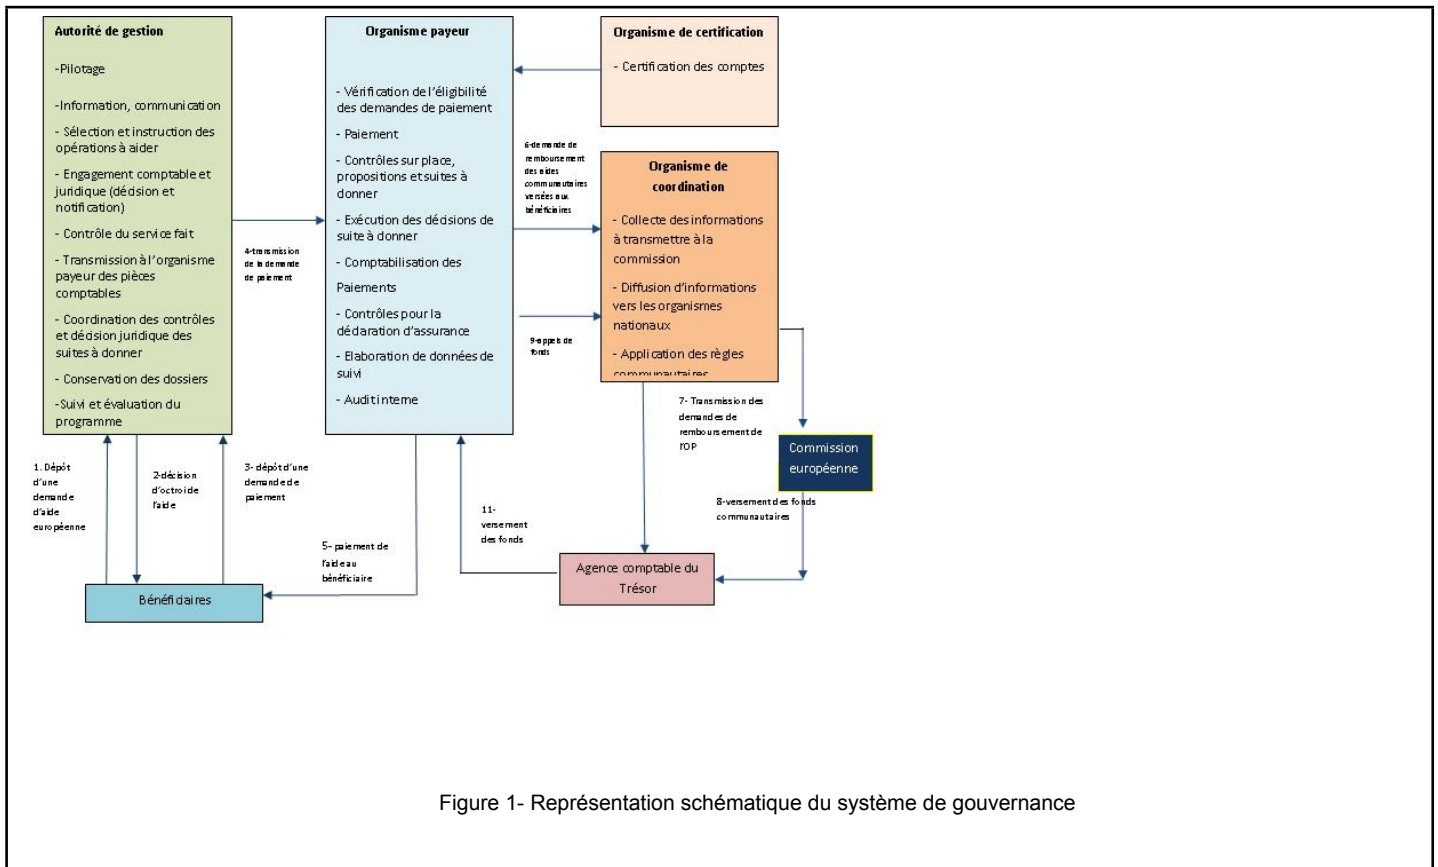 Autorité de gestion
-Pilotage
-Information, communication
- Sélection et instruction des
opérations à aider
- Engagement comptable et
juridique (décision et
notification)
- Contrôle du service fait
- Transmission à l'organisme
payeur des pièces
comptables
- Coordination des contrôles
et décision juridique des
suites à donner
- Conservation des dossiers
-Suivi et évaluation du
programme
Organisme payeur
- Vérification de l'éligibilité
des demandes de paiement
- Paiement
- Contrôles sur place,
propositions et suites à
donner
- Exécution des décisions de
suite à donner
- Comptabilisation des
Paiements
- Contrôles pour la
déclaration d'assurance
- Elaboration de données de
suivi
- Audit interne
Organisme de certification
- Certification des comptes
Organisme de
coordination
- Collecte des informations
à transmettre à la
commission
- Diffusion d'informations
vers les organismes
nationaux
- Application des règles
communautaires
4-transmission
de la demande
de paiement
6-demande de
remboursement
des aides
communautaires
versées aux
bénéficiaires
9-appels de
fonds
7- Transmission des
demandes de
remboursement de
l'OP
Commission
européenne
8-versement des fonds
communautaires
1. Dépôt
d'une
demande
d'aide
européenne
2-décision
d'octroi de
l'aide
3- dépôt d'une
demande de
paiement
5- paiement de
l'aide au
bénéficiaire
11-
versement
des fonds
Agence comptable du
Trésor
Bénéficiaires
Figure 1- Représentation schématique du système de gouvernance